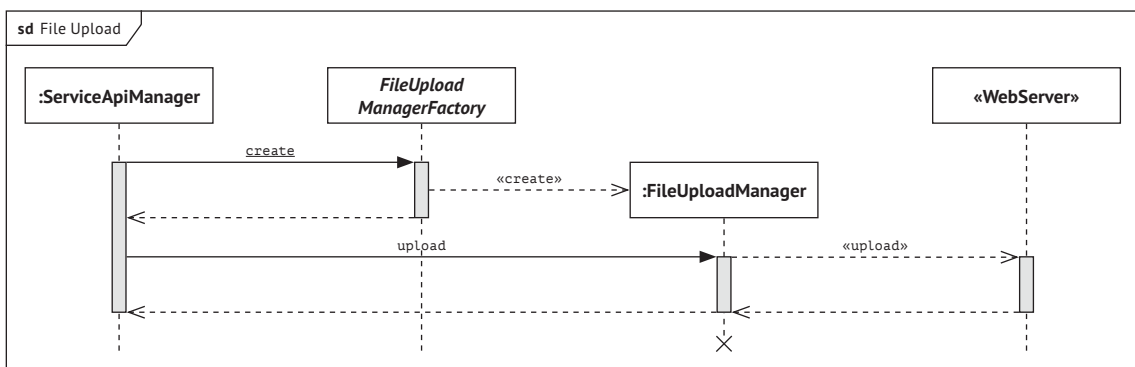 sd File Upload
:ServiceApiManager
FileUpload
ManagerFactory
«WebServer»
create
«create»
:FileUploadManager
upload
«upload»